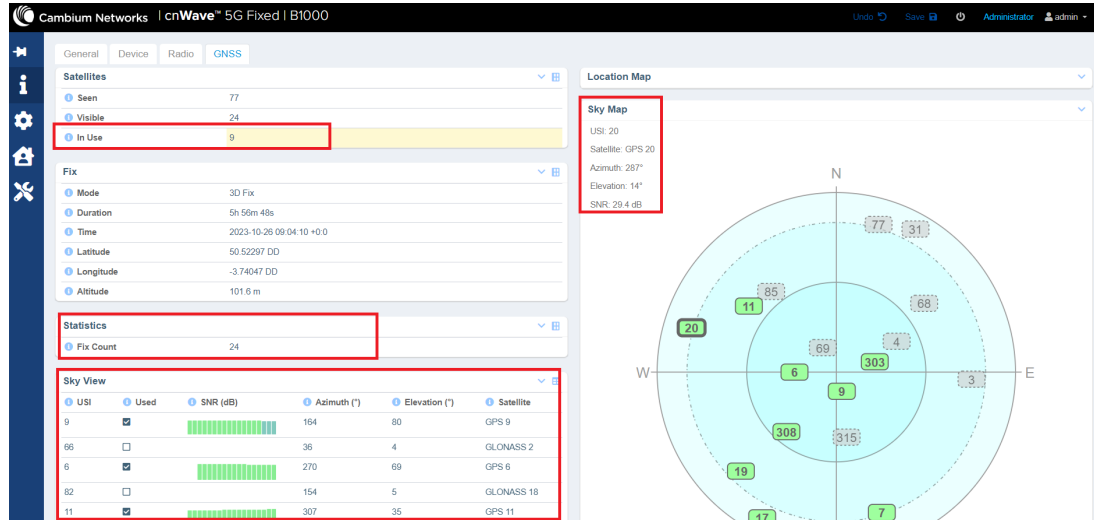 Cambium Networks | cnWave™ 5G Fixed | B1000
Undo Save Administrator admin
General Device Radio GNSS
Satellites
Seen 77
Visible 24
In Use 9
Fix
Mode 3D Fix
Duration 5h 56m 48s
Time 2023-10-26 09:04:10 +0:0
Latitude 50.52297 DD
Longitude -3.74047 DD
Altitude 101.6 m
Statistics
Fix Count 24
Sky View
USI Used SNR (dB) Azimuth (°) Elevation (°) Satellite
9 164 80 GPS 9
66 36 4 GLONASS 2
6 270 69 GPS 6
82 154 5 GLONASS 18
11 307 35 GPS 11
Location Map
Sky Map
USI: 20
Satellite: GPS 20
Azimuth: 287°
Elevation: 14°
SNR: 29.4 dB
N
77 31
85
11 68
20
4
69
303
W 6 3 E
9
308 315
19
17 7